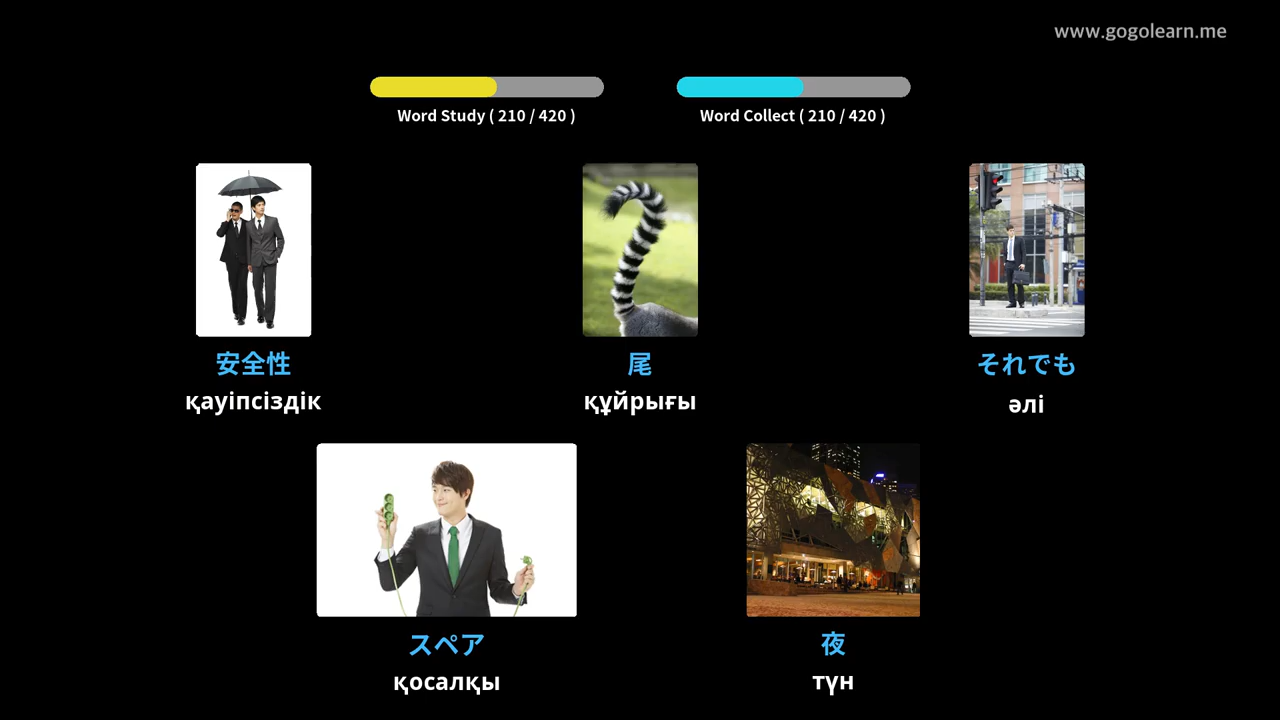 www.gogolearn.me
Word Study ( 210 / 420 )
Word Collect ( 210 / 420 )
安全性
қауіпсіздік
尾
құйрығы
それでも
әлі
スペア
қосалқы
夜
түн